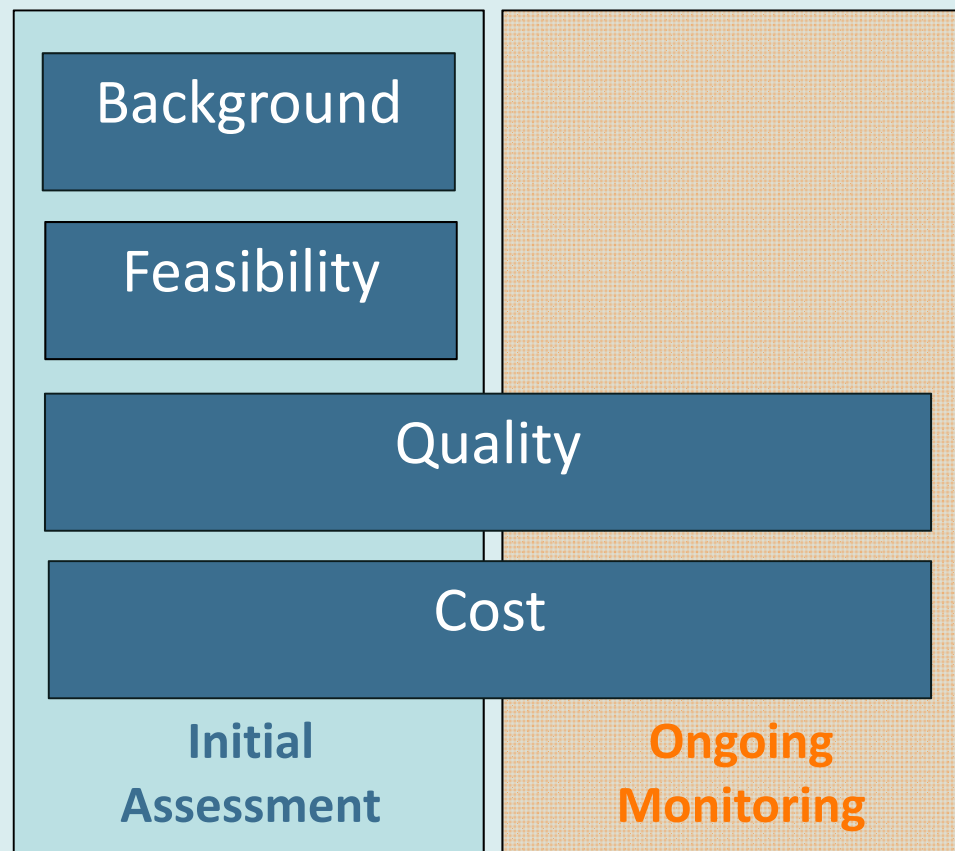 Background
Feasibility
Quality
Cost
Initial
Assessment
Ongoing
Monitoring